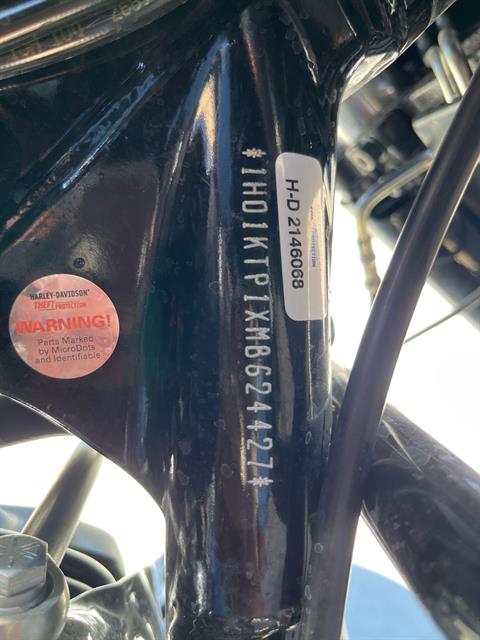 HARLEY-DAVIDSON
THEFT PROTECTION
WARNING!
Parts Marked
by MicroDots
and Identifiable
*1HD1KTP1XMB624427*
H-D 2146068